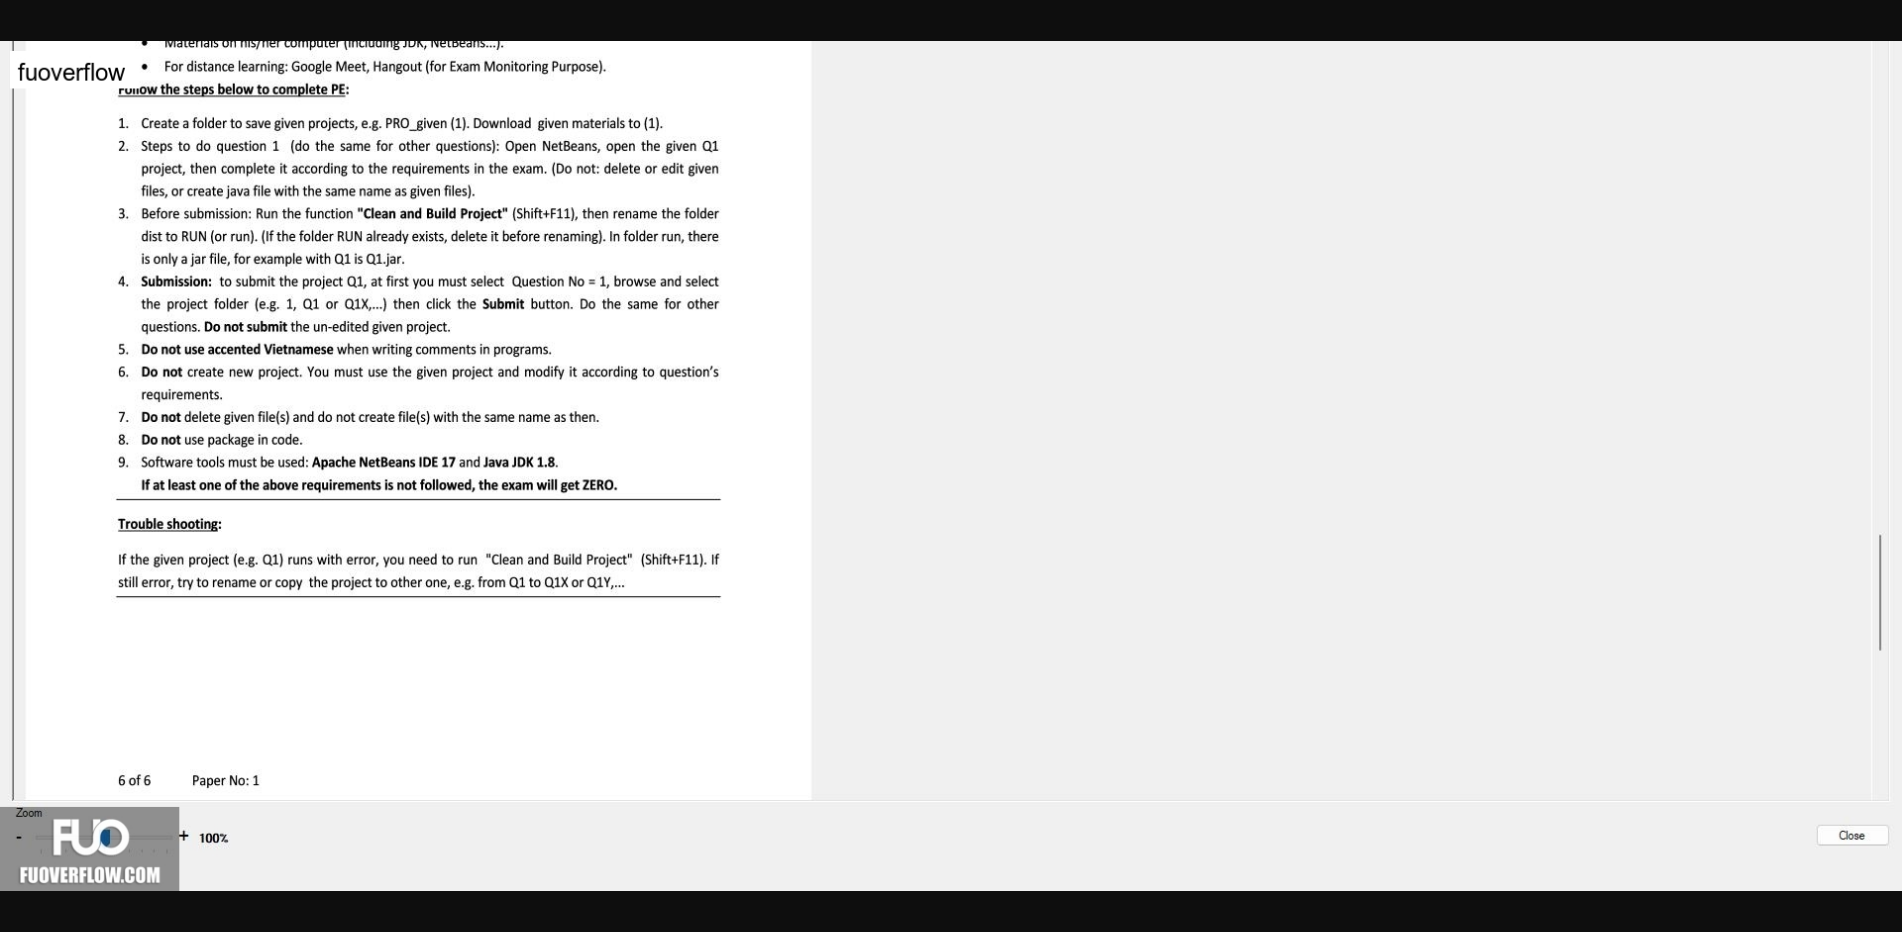 Materials on his/her computer (including JDK, NetBeans...).
fuoverflow
• For distance learning: Google Meet, Hangout (for Exam Monitoring Purpose).
Follow the steps below to complete PE:
1. Create a folder to save given projects, e.g. PRO_given (1). Download given materials to (1).
2. Steps to do question 1 (do the same for other questions): Open NetBeans, open the given Q1
project, then complete it according to the requirements in the exam. (Do not: delete or edit given
files, or create java file with the same name as given files).
3. Before submission: Run the function "Clean and Build Project" (Shift+F11), then rename the folder
dist to RUN (or run). (If the folder RUN already exists, delete it before renaming). In folder run, there
is only a jar file, for example with Q1 is Q1.jar.
4. Submission: to submit the project Q1, at first you must select Question No = 1, browse and select
the project folder (e.g. 1, Q1 or Q1X,...) then click the Submit button. Do the same for other
questions. Do not submit the un-edited given project.
5. Do not use accented Vietnamese when writing comments in programs.
6. Do not create new project. You must use the given project and modify it according to question's
requirements.
7. Do not delete given file(s) and do not create file(s) with the same name as then.
8. Do not use package in code.
9. Software tools must be used: Apache NetBeans IDE 17 and Java JDK 1.8.
If at least one of the above requirements is not followed, the exam will get ZERO.
Trouble shooting:
If the given project (e.g. Q1) runs with error, you need to run "Clean and Build Project" (Shift+F11). If
still error, try to rename or copy the project to other one, e.g. from Q1 to Q1X or Q1Y,...
6 of 6 Paper No: 1
Zoom
- + 100%
Close
FUO
FUOVERFLOW.COM